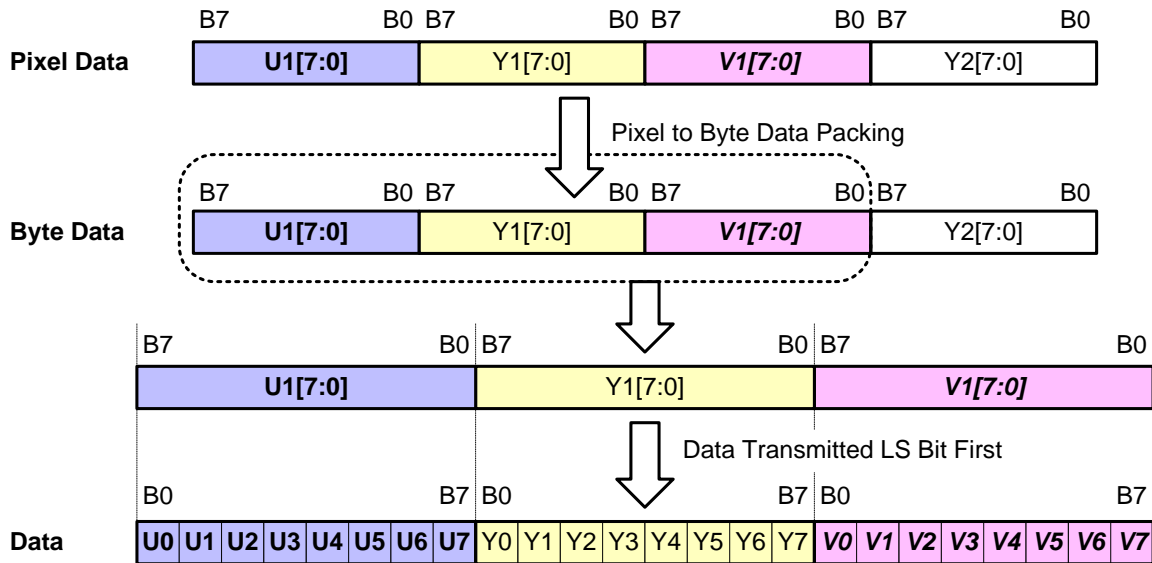 B7 B0 B7 B0 B7 B0 B7 B0
Pixel Data U1[7:0] Y1[7:0] V1[7:0] Y2[7:0]
Pixel to Byte Data Packing
B7 B0 B7 B0 B7 B0 B7 B0
Byte Data U1[7:0] Y1[7:0] V1[7:0] Y2[7:0]
B7 B0 B7 B0 B7 B0
U1[7:0] Y1[7:0] V1[7:0]
Data Transmitted LS Bit First
B0 B7 B0 B7 B0 B7
Data U0 U1 U2 U3 U4 U5 U6 U7 Y0 Y1 Y2 Y3 Y4 Y5 Y6 Y7 V0 V1 V2 V3 V4 V5 V6 V7